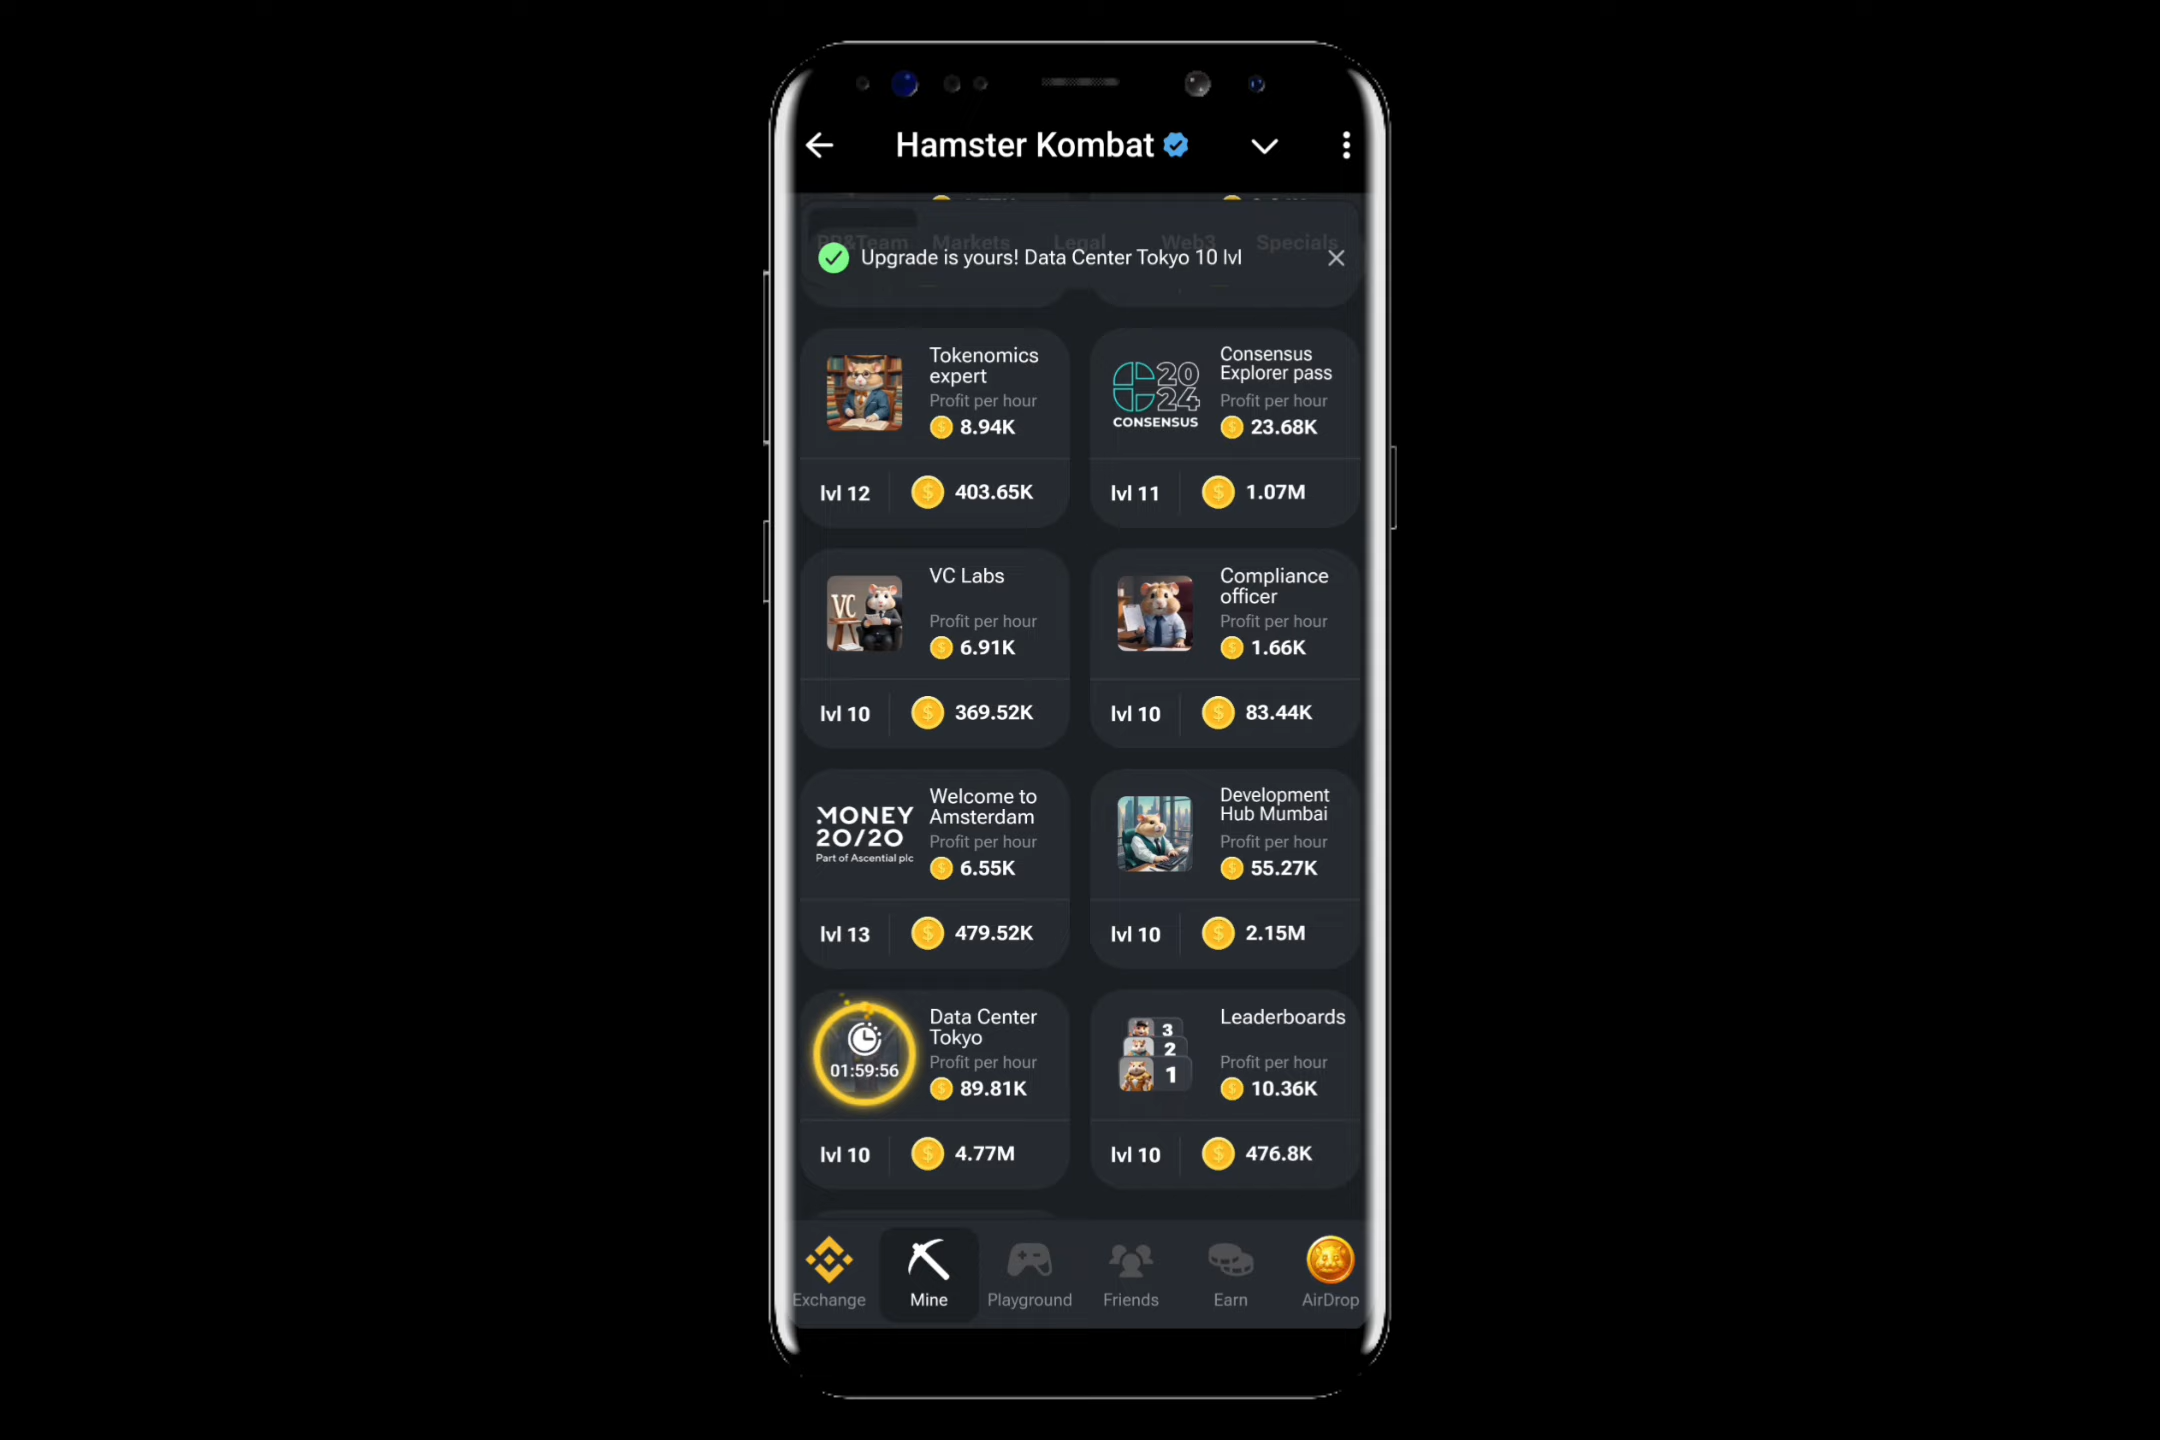 Hamster Kombat
PR&Team Markets Legal Web3 Specials
Upgrade is yours! Data Center Tokyo 10 lvl
Tokenomics
expert
Profit per hour
8.94K
lvl 12
403.65K
2024
CONSENSUS
Consensus
Explorer pass
Profit per hour
23.68K
lvl 11
1.07M
VC
VC Labs
Profit per hour
6.91K
lvl 10
369.52K
Compliance
officer
Profit per hour
1.66K
lvl 10
83.44K
MONEY
20/20
Part of Ascential plc
Welcome to
Amsterdam
Profit per hour
6.55K
lvl 13
479.52K
Development
Hub Mumbai
Profit per hour
55.27K
lvl 10
2.15M
01:59:56
Data Center
Tokyo
Profit per hour
89.81K
lvl 10
4.77M
3
2
1
Leaderboards
Profit per hour
10.36K
lvl 10
476.8K
Exchange
Mine
Playground
Friends
Earn
AirDrop